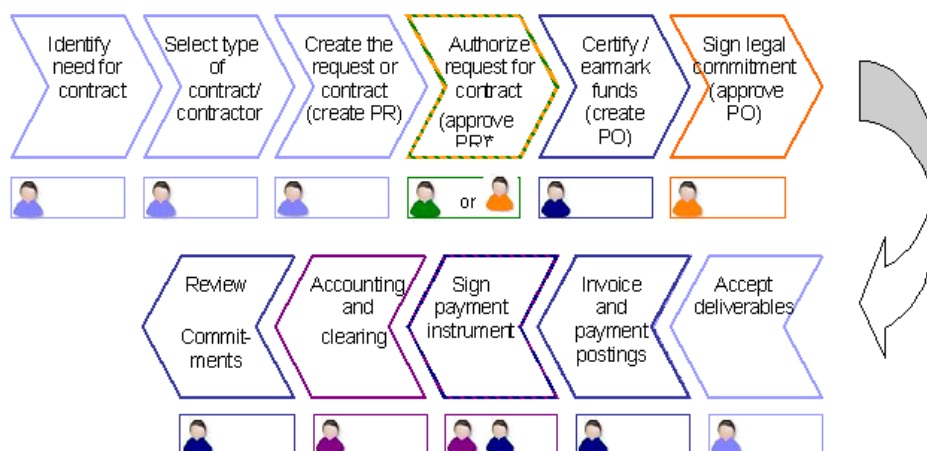 Identify
need for
contract
Select type
of
contract/
contractor
Create the
request or
contract
(create PR)
Authorize
request for
contract
(approve
PR)*
Certify /
earmark
funds
(create
PO)
Sign legal
commitment
(approve
PO)
or
Review
Commit-
ments
Accounting
and
clearing
Sign
payment
instrument
Invoice
and
payment
postings
Accept
deliverables